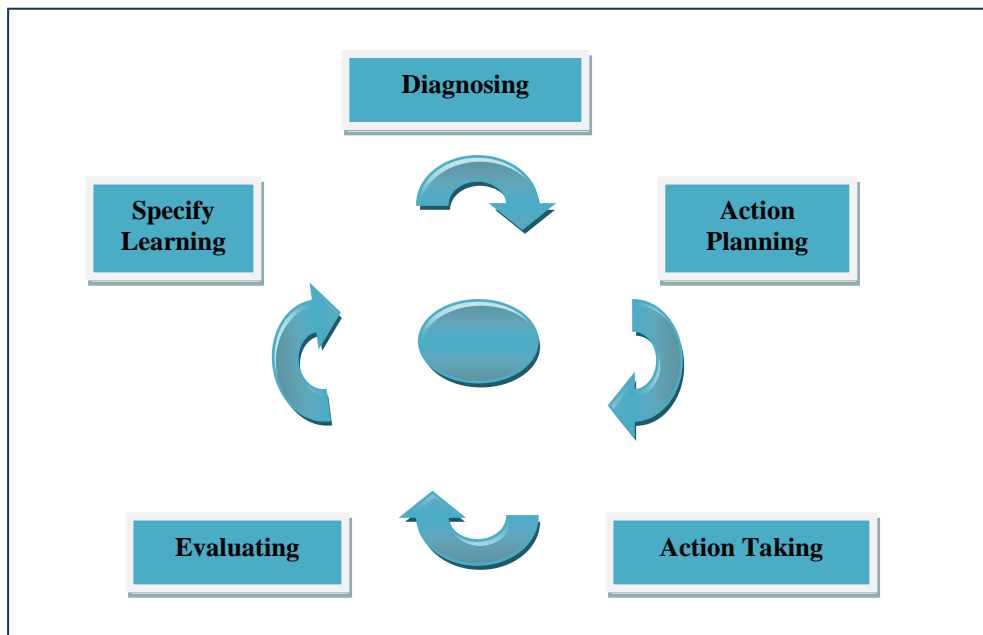 Diagnosing
Specify
Learning
Action
Planning
Evaluating
Action Taking